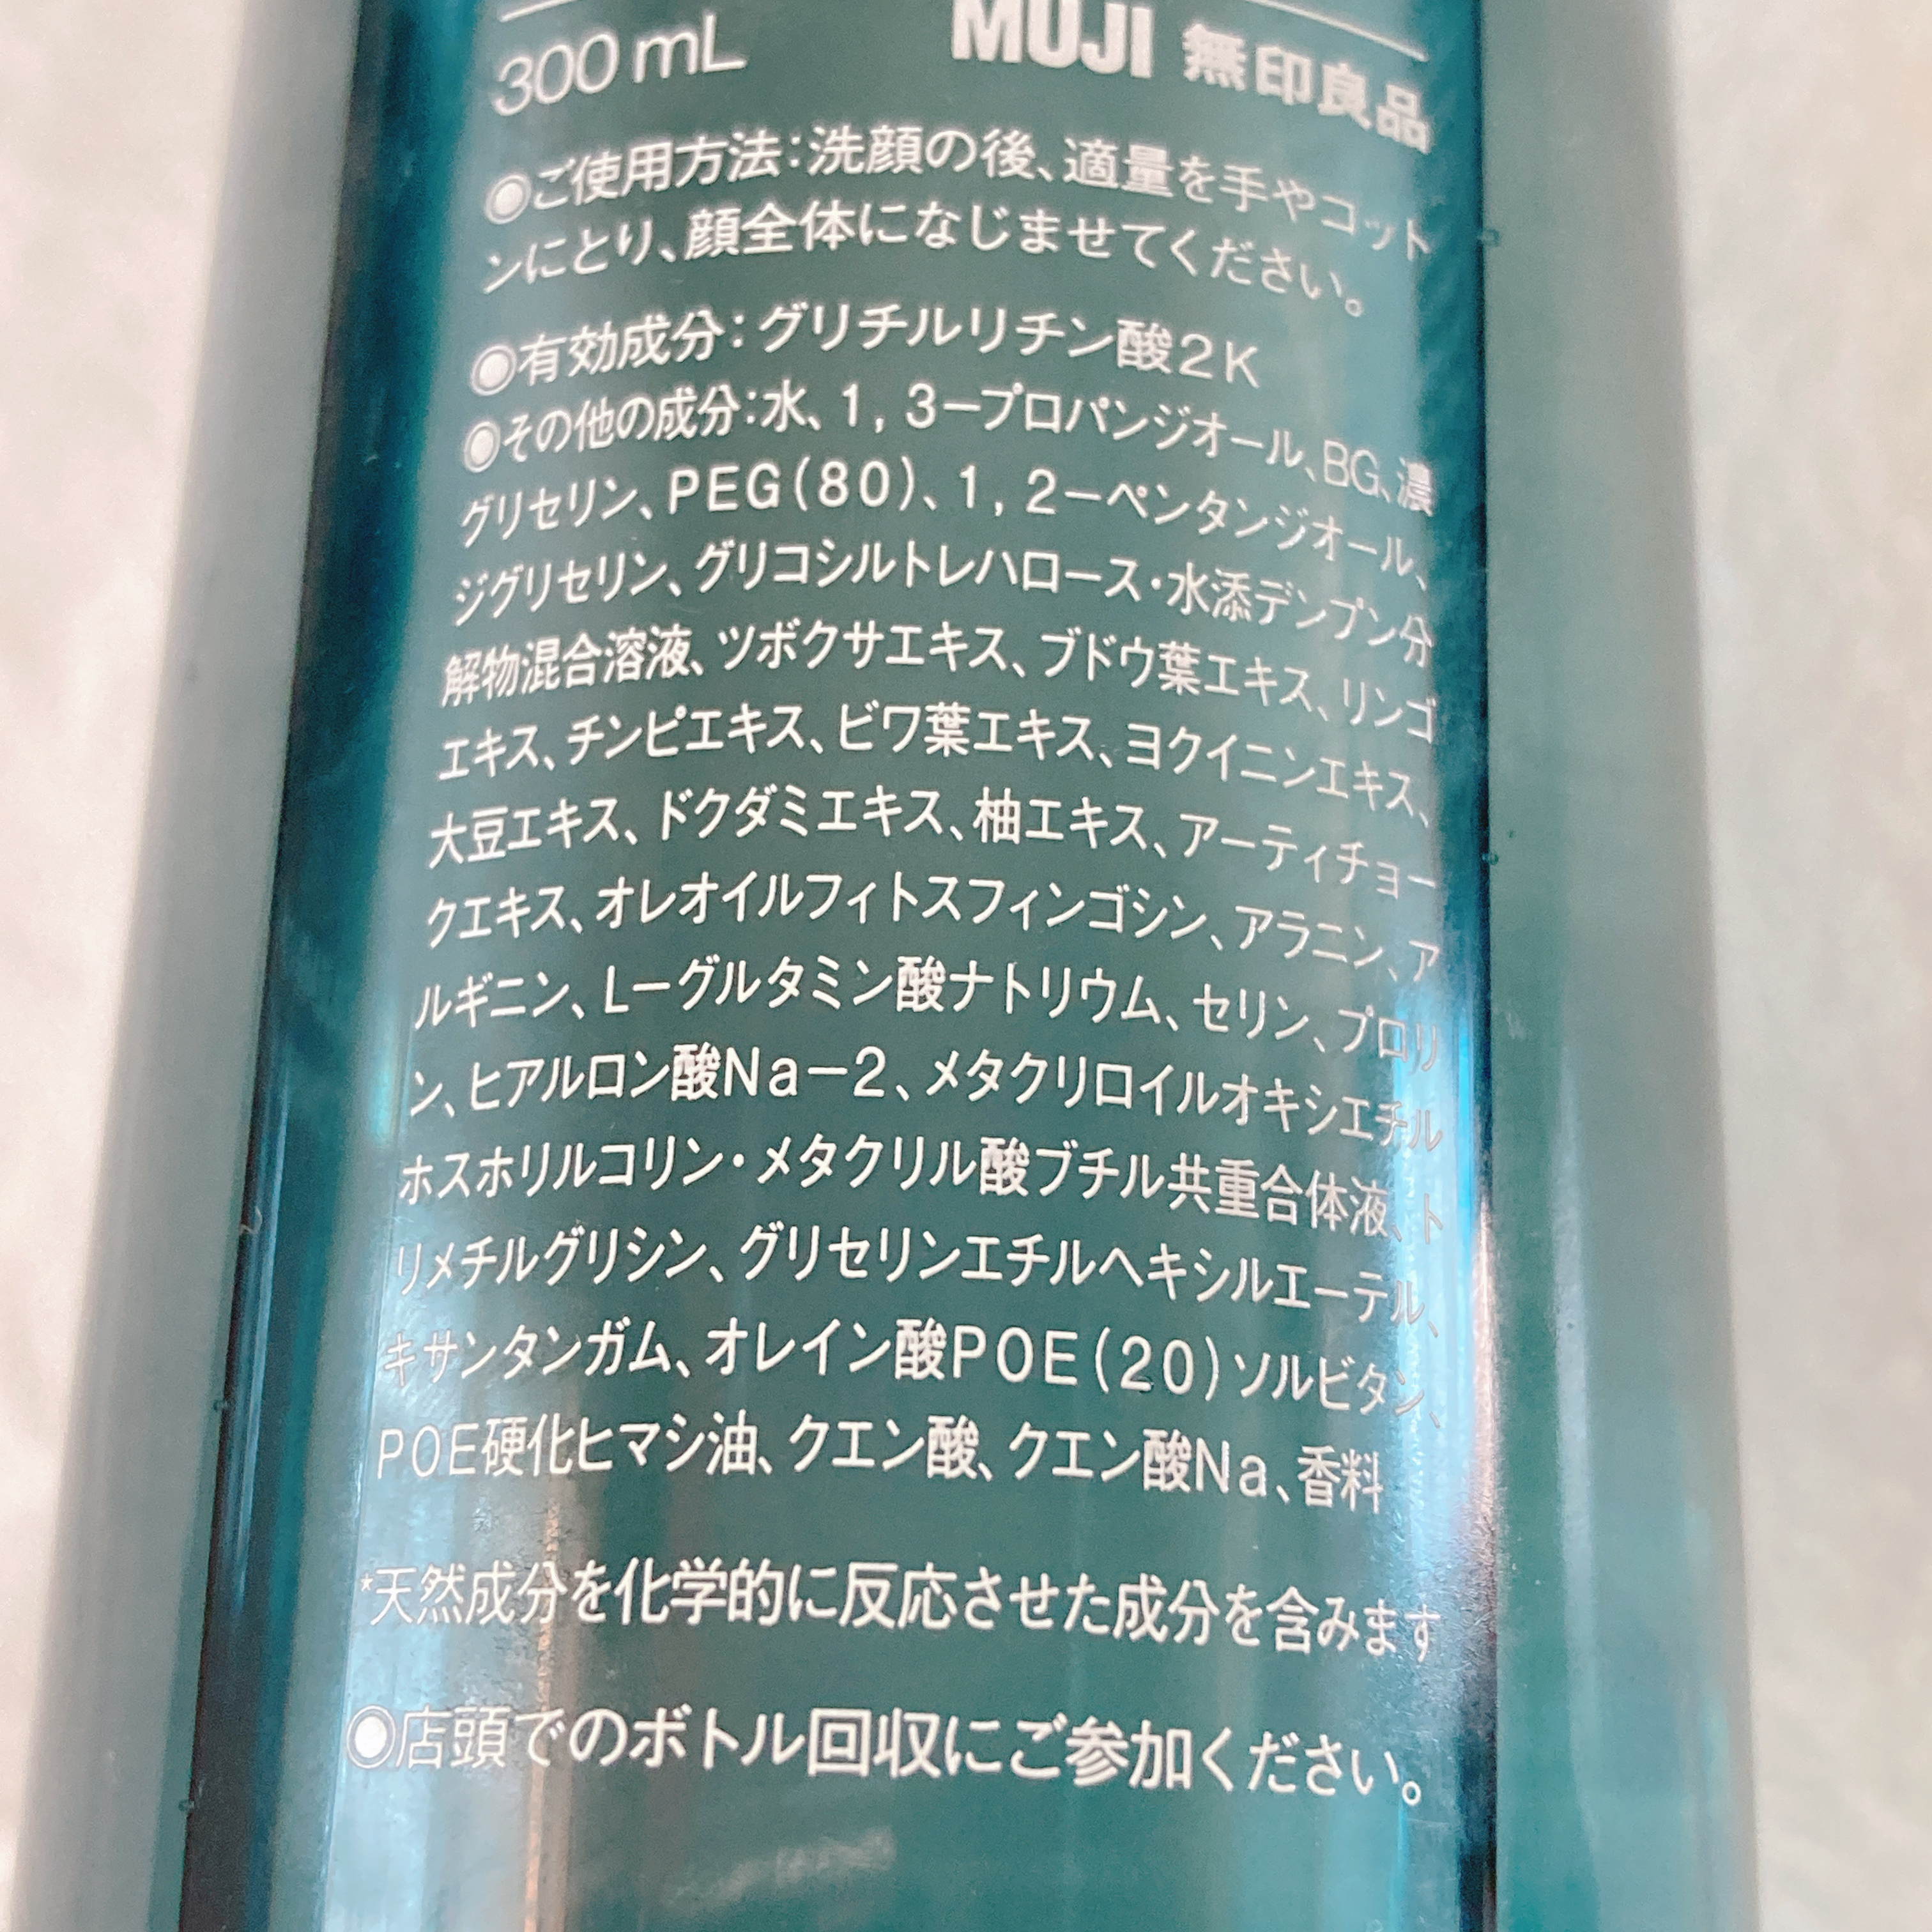 300 mL MUJI 無印良品
◉ご使用方法：洗顔の後、適量を手やコット
ンにとり、顔全体になじませてください。
◉有効成分：グリチルリチン酸２K
◉その他の成分：水、１，３－プロパンジオール、BG、濃
グリセリン、PEG（８０）、１，２－ペンタンジオール、
ジグリセリン、グリコシルトレハロース・水添デンプン分
解物混合溶液、ツボクサエキス、ブドウ葉エキス、リンゴ
エキス、チンピエキス、ビワ葉エキス、ヨクイニンエキス、
大豆エキス、ドクダミエキス、柚エキス、アーティチョー
クエキス、オレオイルフィトスフィンゴシン、アラニン、ア
ルギニン、L－グルタミン酸ナトリウム、セリン、プロリ
ン、ヒアルロン酸Na－2、メタクリロイルオキシエチル
ホスホリルコリン・メタクリル酸ブチル共重合体液、ト
リメチルグリシン、グリセリンエチルヘキシルエーテル、
キサンタンガム、オレイン酸POE（20）ソルビタン、
POE硬化ヒマシ油、クエン酸、クエン酸Na、香料
*天然成分を化学的に反応させた成分を含みます
◉店頭でのボトル回収にご参加ください。